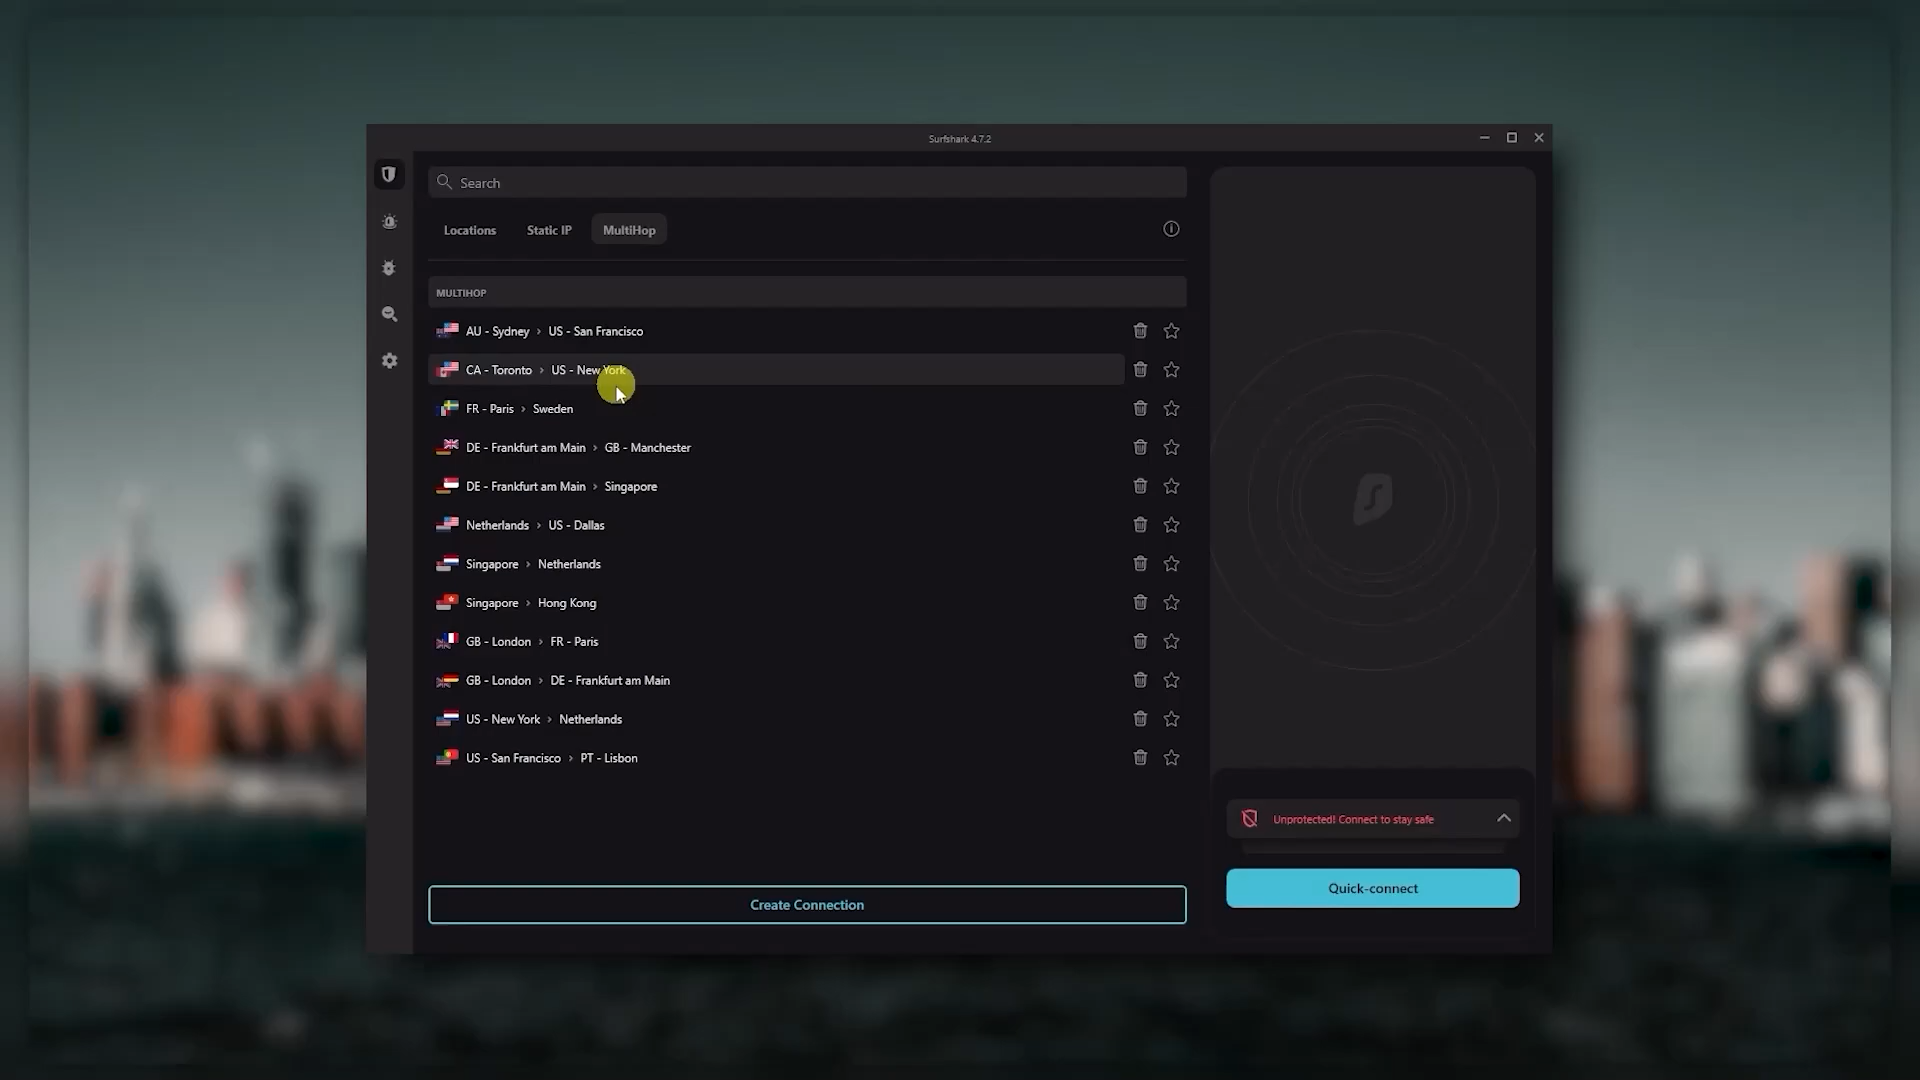 Surfshark 4.7.2
Search
Locations
Static IP
MultiHop
MULTIHOP
AU - Sydney › US - San Francisco
CA - Toronto › US - New York
FR - Paris › Sweden
DE - Frankfurt am Main › GB - Manchester
DE - Frankfurt am Main › Singapore
Netherlands › US - Dallas
Singapore › Netherlands
Singapore › Hong Kong
GB - London › FR - Paris
GB - London › DE - Frankfurt am Main
US - New York › Netherlands
US - San Francisco › PT - Lisbon
Create Connection
Unprotected! Connect to stay safe
Quick-connect